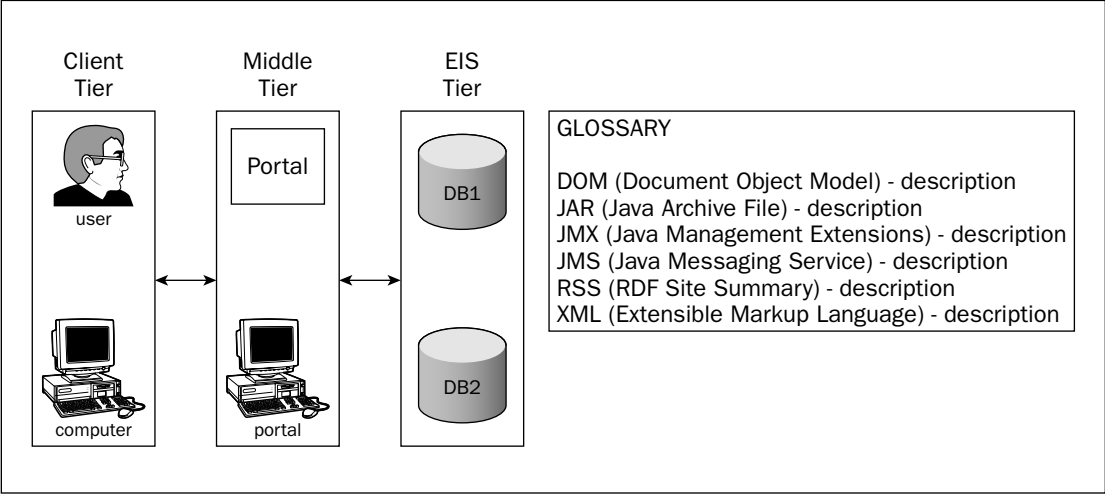 Client
Tier
Middle
Tier
EIS
Tier
user
computer
Portal
portal
DB1
DB2
GLOSSARY
DOM (Document Object Model) - description
JAR (Java Archive File) - description
JMX (Java Management Extensions) - description
JMS (Java Messaging Service) - description
RSS (RDF Site Summary) - description
XML (Extensible Markup Language) - description